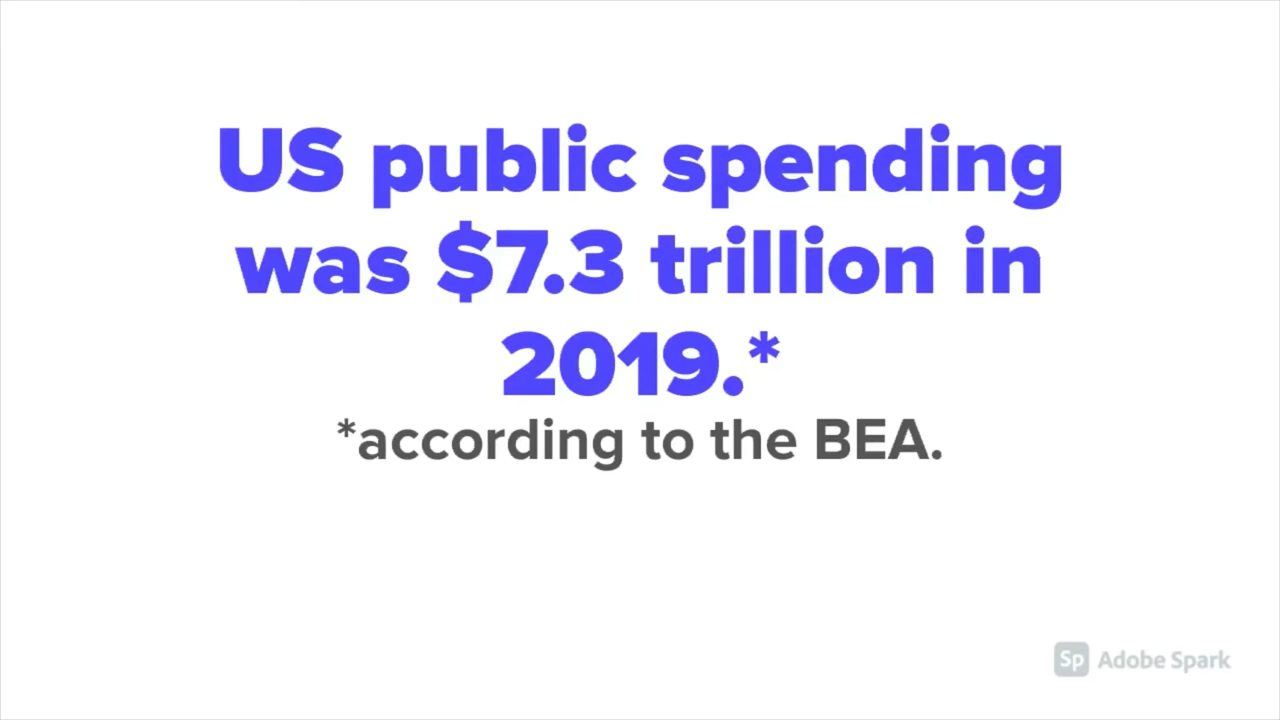 US public spending
was $7.3 trillion in
2019.*
*according to the BEA.
Sp Adobe Spark